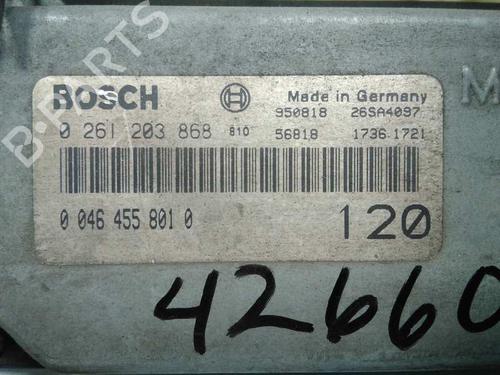 BOSCH
Made in Germany
950818 26SA4097
0 261 203 868 810
56818 1736.1721
0 046 455 801 0
120
M
42660
B-PARTS